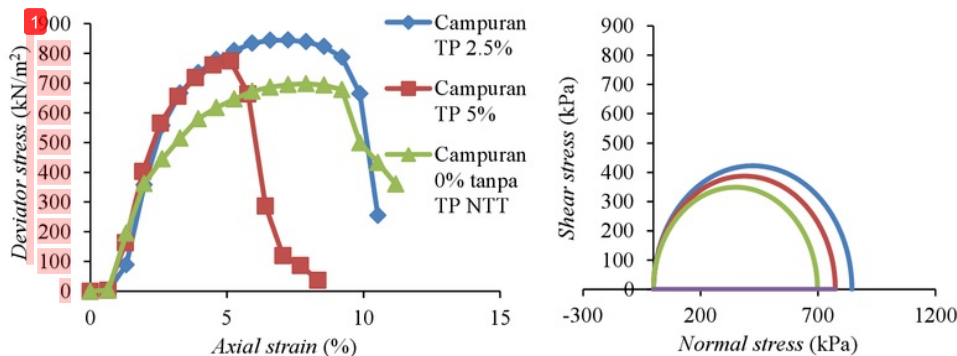 1
900
800
700
600
500
400
300
200
100
0
Deviator stress (kN/m²)
0 5 10 15
Axial strain (%)
Campuran
TP 2.5%
Campuran
TP 5%
Campuran
0% tanpa
TP NTT
900
800
700
600
500
400
300
200
100
0
Shear stress (kPa)
-300 200 700 1200
Normal stress (kPa)